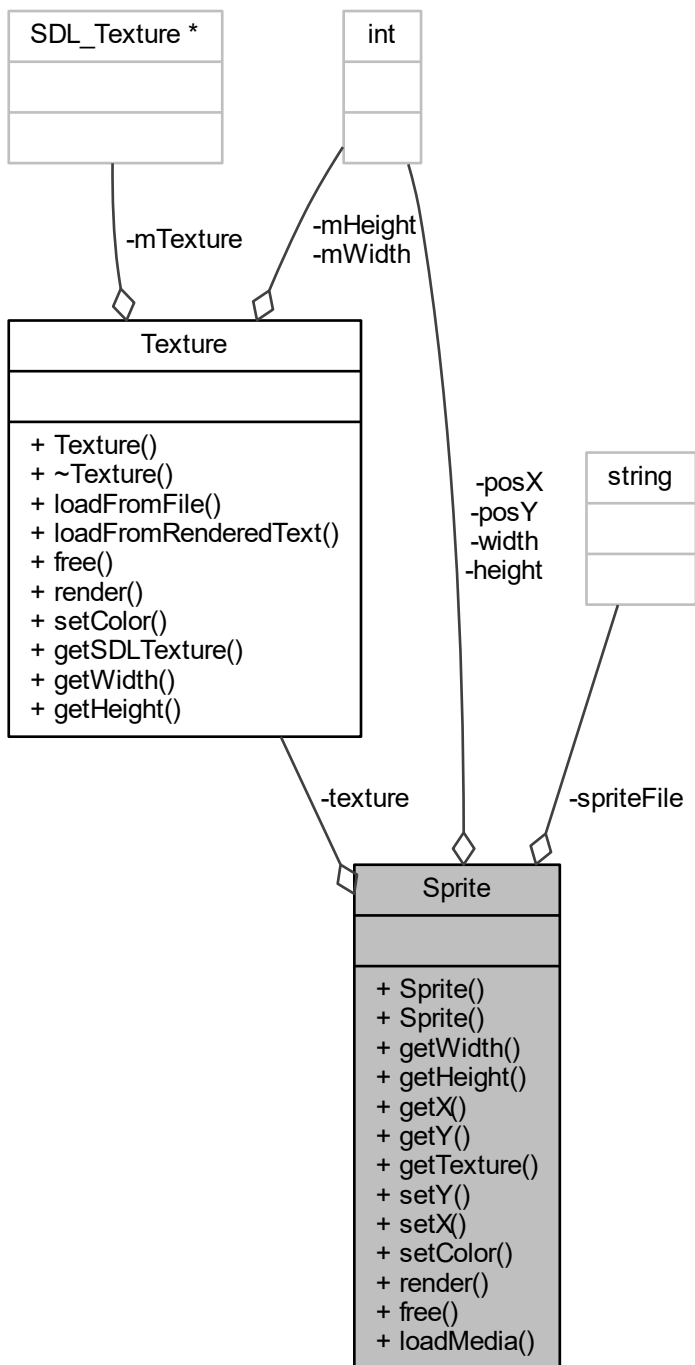 SDL_Texture *
int
-mTexture
-mHeight
-mWidth
Texture
+ Texture()
+ ~Texture()
+ loadFromFile()
+ loadFromRenderedText()
+ free()
+ render()
+ setColor()
+ getSDLTexture()
+ getWidth()
+ getHeight()
-posX
-posY
-width
-height
string
-texture
-spriteFile
Sprite
+ Sprite()
+ Sprite()
+ getWidth()
+ getHeight()
+ getX()
+ getY()
+ getTexture()
+ setY()
+ setX()
+ setColor()
+ render()
+ free()
+ loadMedia()